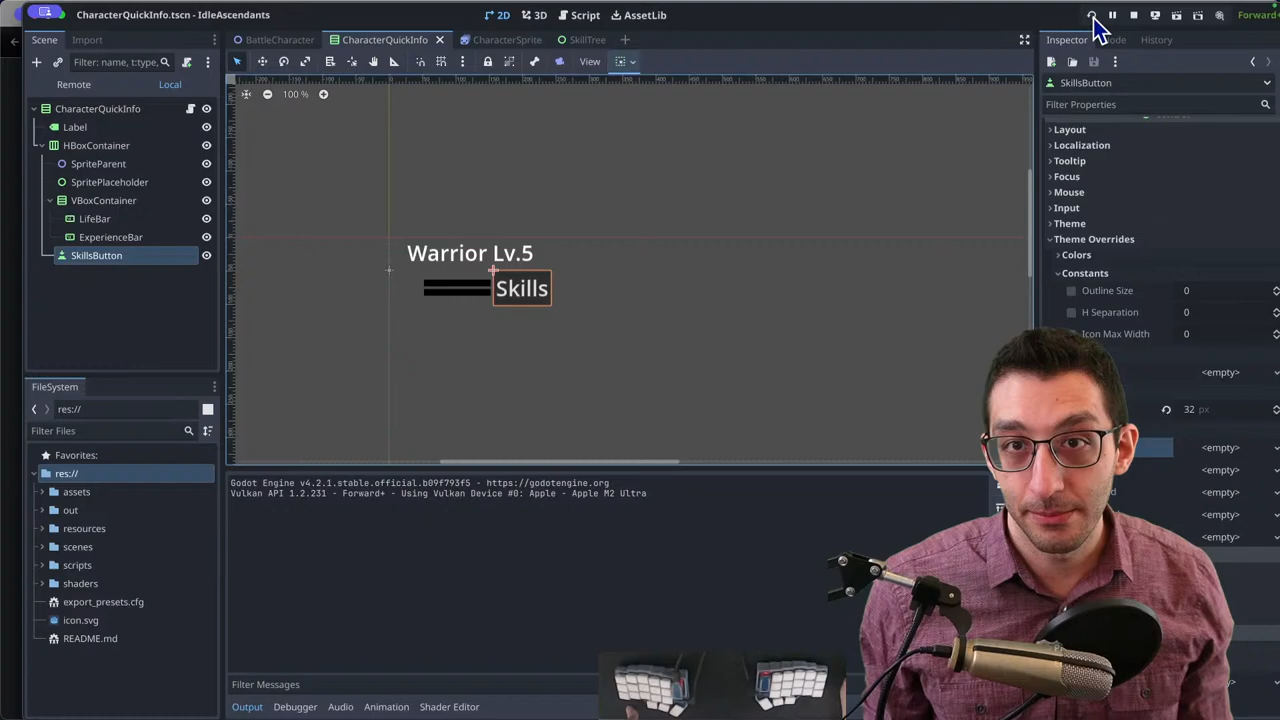 CharacterQuickInfo.tscn - IdleAscendants
2D
3D
Script
AssetLib
Forward+
Scene
Import
BattleCharacter
CharacterQuickInfo
CharacterSprite
SkillTree
Inspector
Node
History
Filter: name, t:type,
View
Remote
Local
SkillsButton
100 %
Filter Properties
CharacterQuickInfo
Label
HBoxContainer
SpriteParent
SpritePlaceholder
VBoxContainer
LifeBar
ExperienceBar
SkillsButton
Warrior Lv.5
Skills
Layout
Localization
Tooltip
Focus
Mouse
Input
Theme
Theme Overrides
Colors
Constants
Outline Size
0
H Separation
0
Icon Max Width
0
<empty>
32 px
<empty>
<empty>
<empty>
<empty>
<empty>
FileSystem
res://
Filter Files
Favorites:
res://
assets
out
resources
scenes
scripts
shaders
export_presets.cfg
icon.svg
README.md
Godot Engine v4.2.1.stable.official.b09f793f5 - https://godotengine.org
Vulkan API 1.2.231 - Forward+ - Using Vulkan Device #0: Apple - Apple M2 Ultra
Filter Messages
Output
Debugger
Audio
Animation
Shader Editor